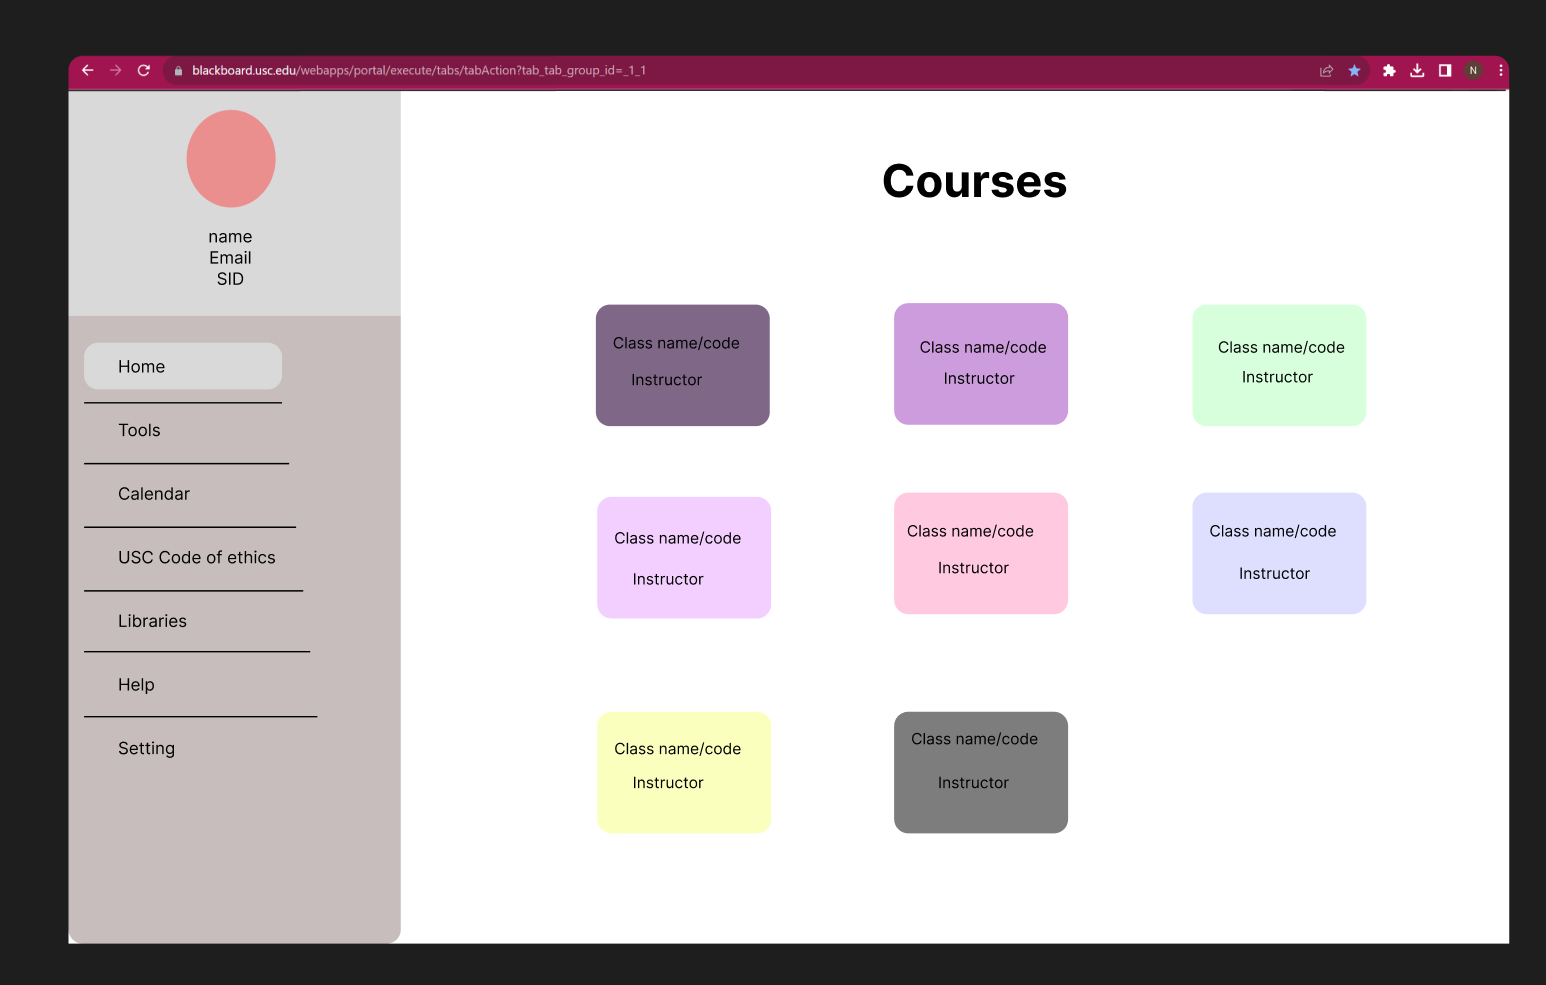 blackboard.usc.edu/webapps/portal/execute/tabs/tabAction?tab_tab_group_id=_1_1
N
name
Email
SID
Home
Tools
Calendar
USC Code of ethics
Libraries
Help
Setting
Courses
Class name/code
Instructor
Class name/code
Instructor
Class name/code
Instructor
Class name/code
Instructor
Class name/code
Instructor
Class name/code
Instructor
Class name/code
Instructor
Class name/code
Instructor